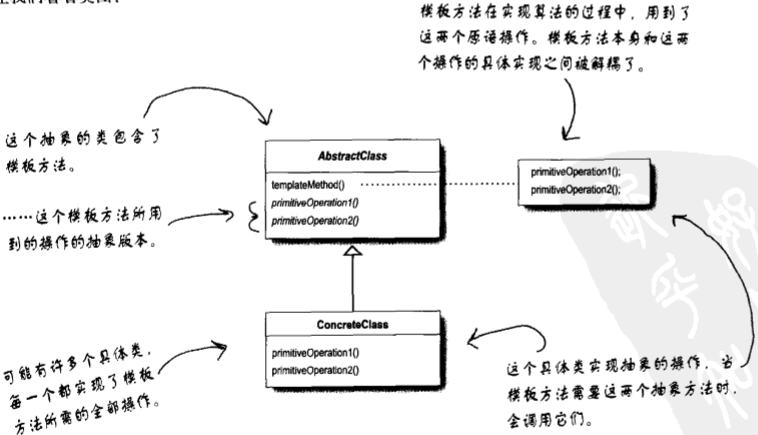 模板方法在实现算法的过程中，用到了
这两个原语操作。模板方法本身和这两
个操作的具体实现之间被解耦了。
这个抽象的类包含了
模板方法。
AbstractClass
templateMethod()
primitiveOperation1()
primitiveOperation2()
primitiveOperation1();
primitiveOperation2();
……这个模板方法所用
到的操作的抽象版本。
ConcreteClass
primitiveOperation1()
primitiveOperation2()
可能有许多个具体类，
每一个都实现了模板
方法所需的全部操作。
这个具体类实现抽象的操作，当
模板方法需要这两个抽象方法时，
会调用它们。